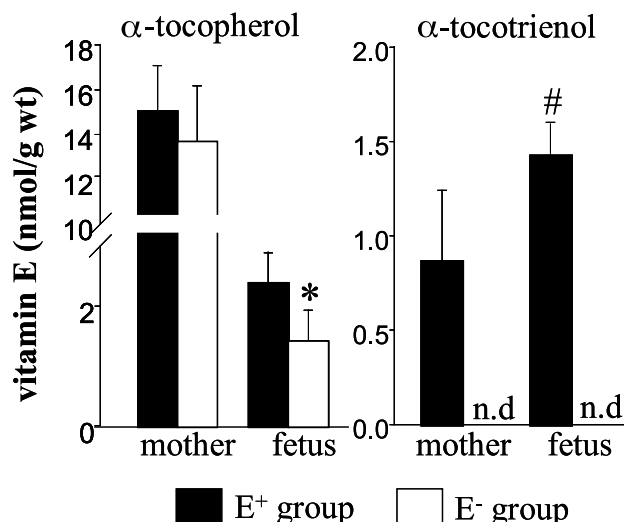 α-tocopherol
α-tocotrienol
vitamin E (nmol/g wt)
18
16
14
12
10
2
0
2.0
1.5
1.0
0.5
0.0
*
#
n.d
n.d
mother
fetus
mother
fetus
E⁺ group
E⁻ group